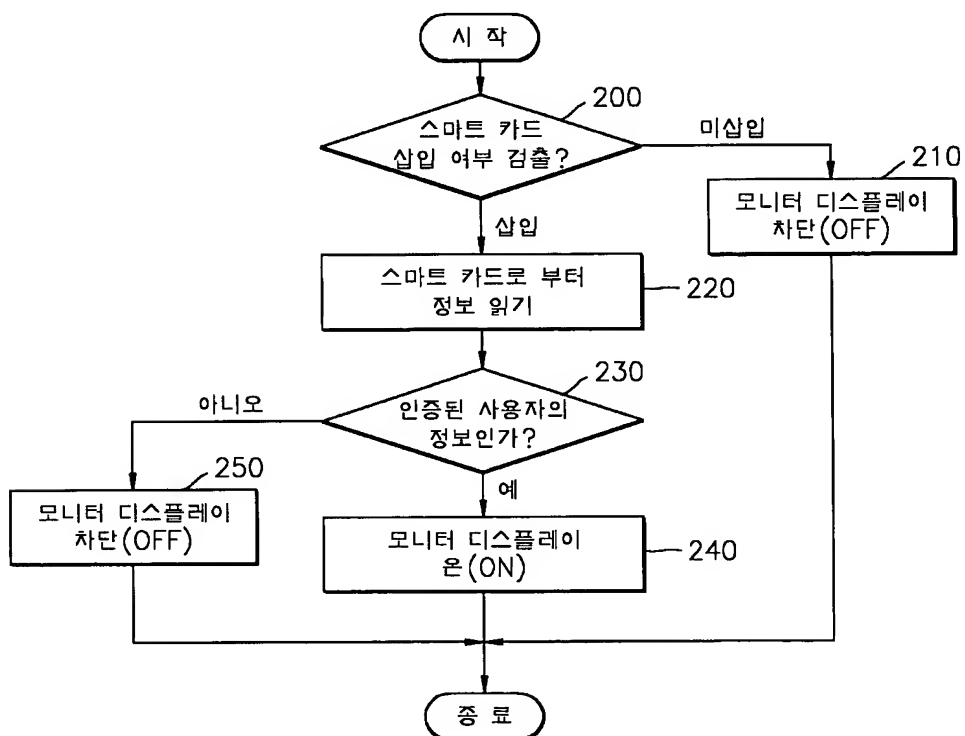 시 작
200
스마트 카드
삽입 여부 검출?
미삽입
210
모니터 디스플레이
차단(OFF)
삽입
스마트 카드로 부터
정보 읽기
220
230
인증된 사용자의
정보인가?
아니오
250
모니터 디스플레이
차단(OFF)
예
모니터 디스플레이
온(ON)
240
종 료